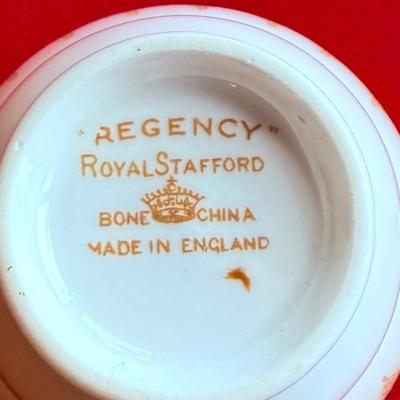 "REGENCY"
ROYAL STAFFORD
BONE CHINA
MADE IN ENGLAND